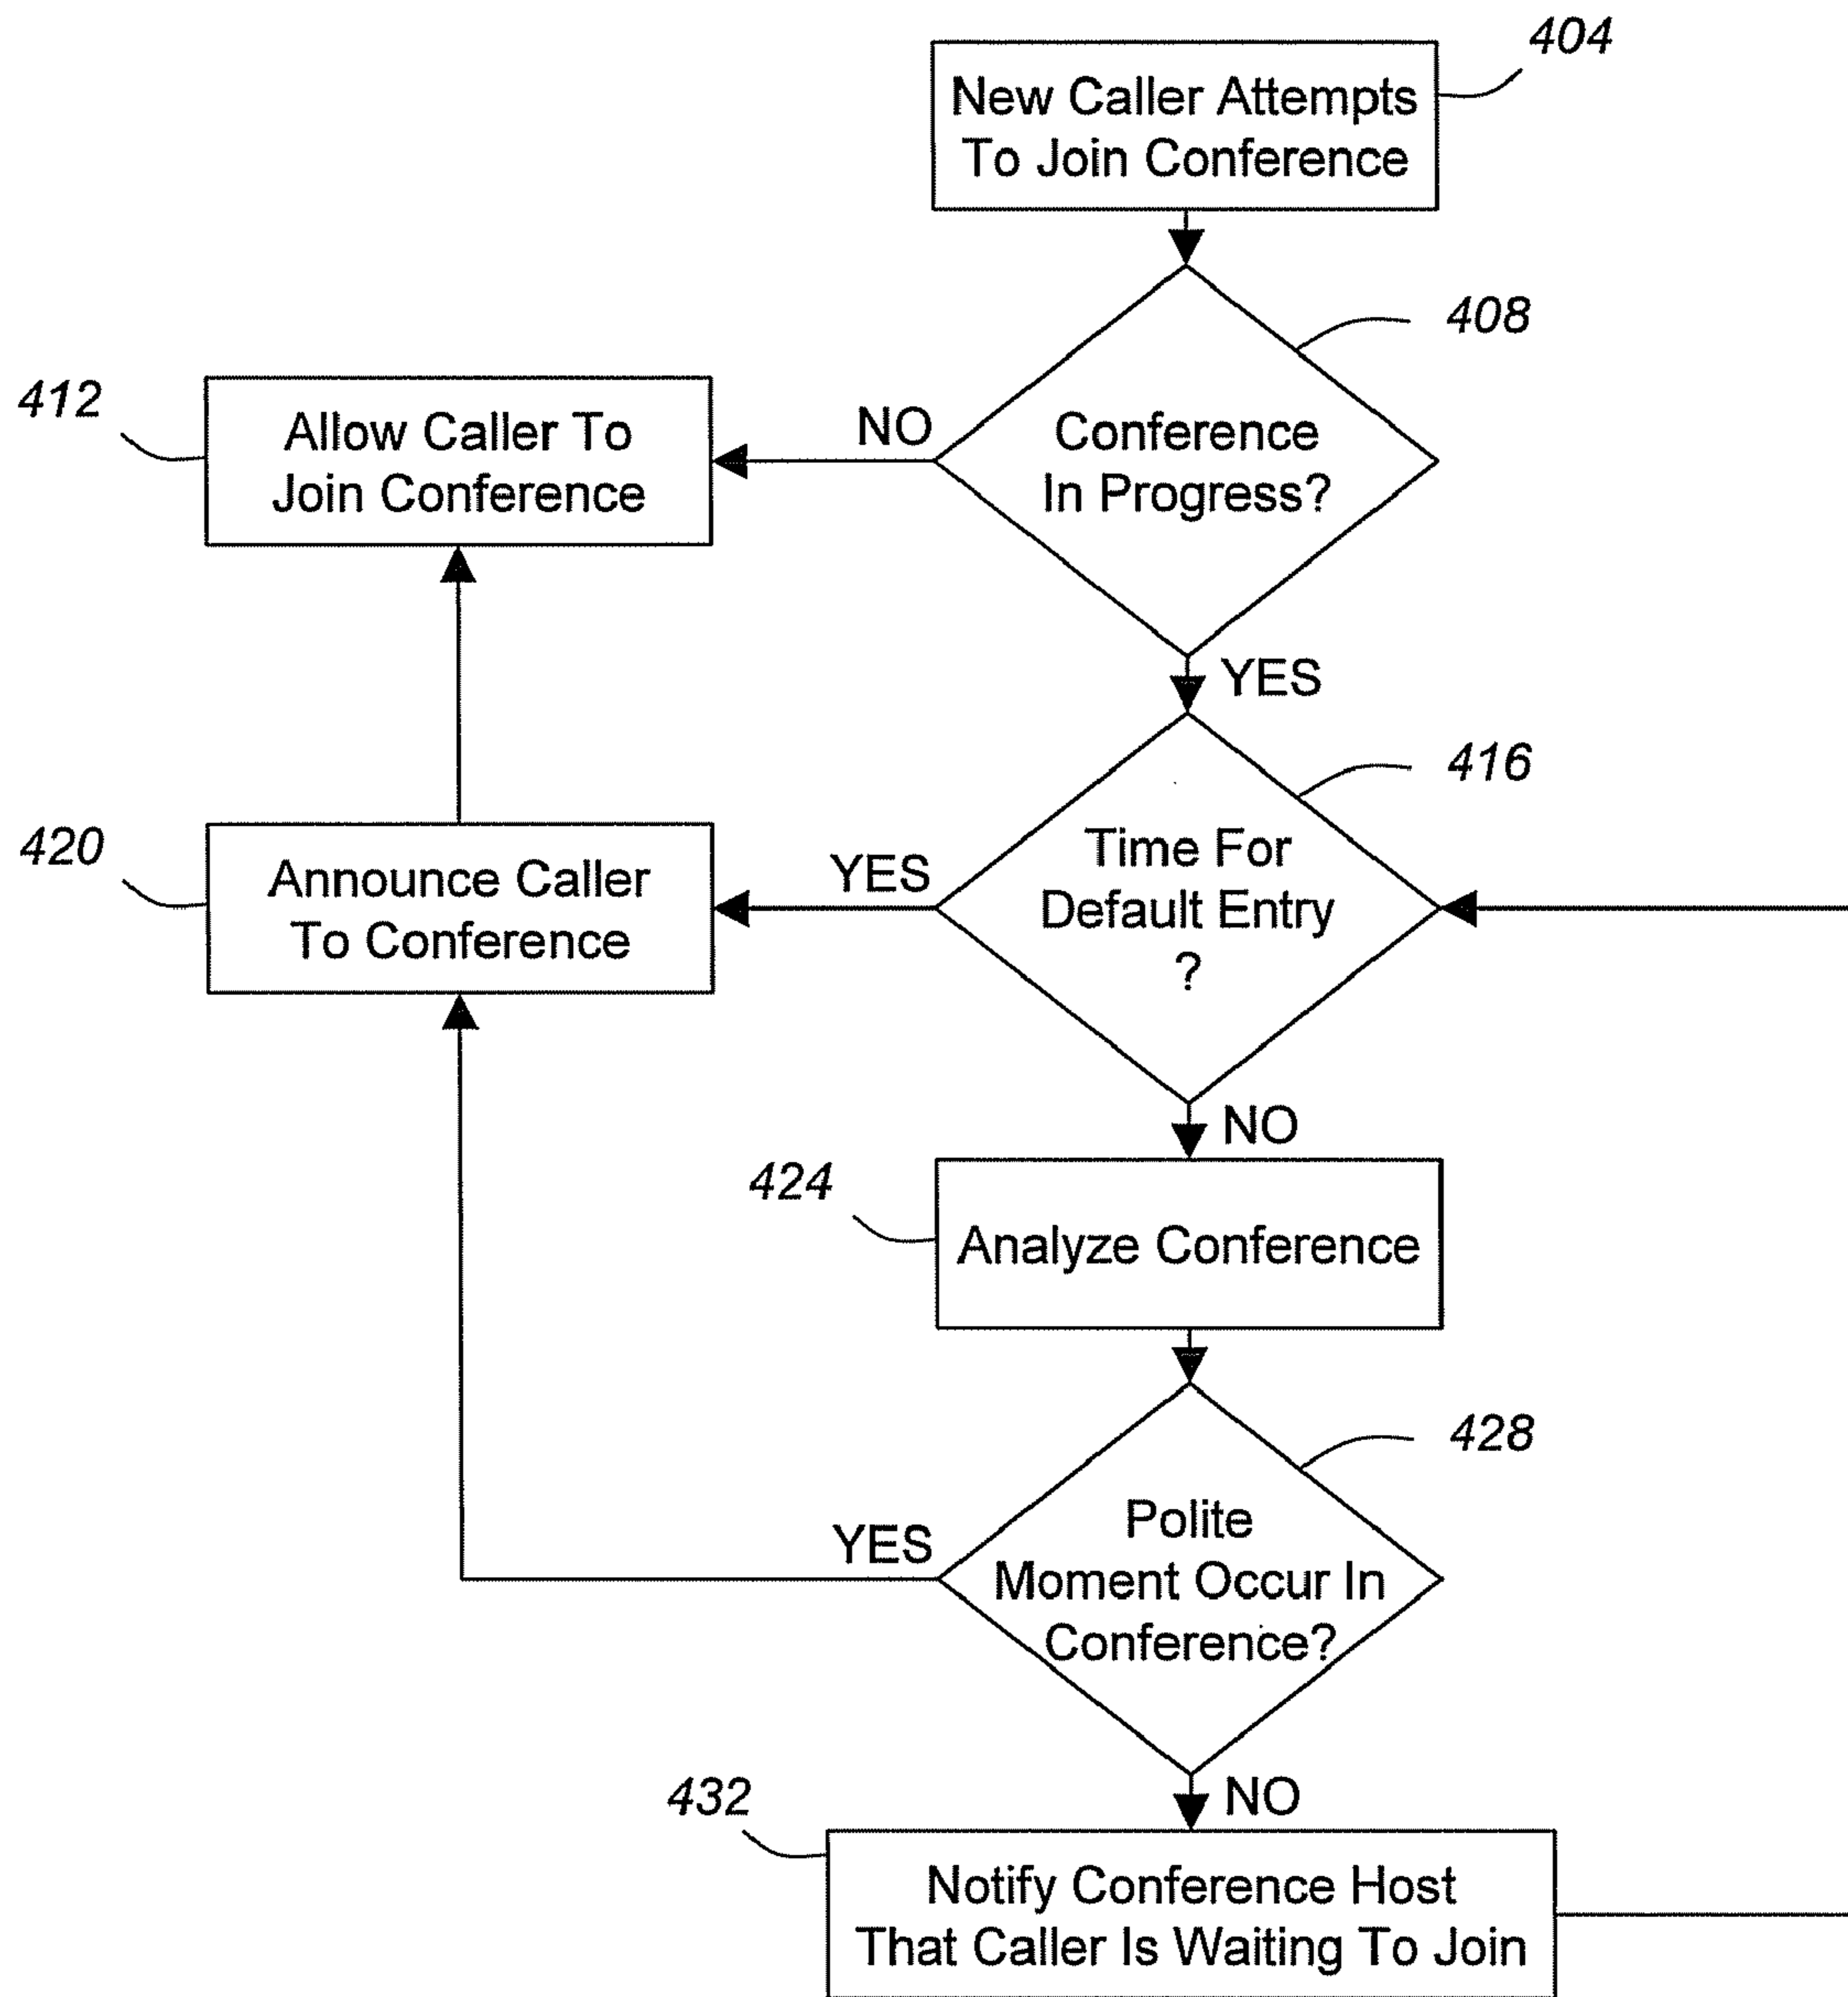 404
New Caller Attempts
To Join Conference
408
Conference
In Progress?
NO
412
Allow Caller To
Join Conference
YES
416
Time For
Default Entry
?
YES
420
Announce Caller
To Conference
NO
424
Analyze Conference
428
Polite
Moment Occur In
Conference?
YES
NO
432
Notify Conference Host
That Caller Is Waiting To Join